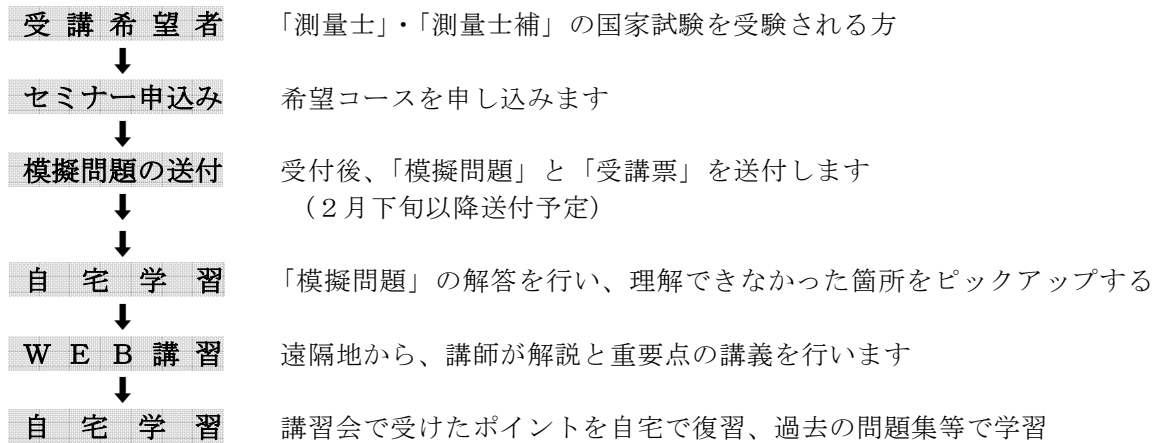 受講希望者 「測量士」・「測量士補」の国家試験を受験される方
↓
セミナー申込み 希望コースを申し込みます
↓
模擬問題の送付 受付後、「模擬問題」と「受講票」を送付します
↓ （２月下旬以降送付予定）
↓
自宅学習 「模擬問題」の解答を行い、理解できなかった箇所をピックアップする
↓
ＷＥＢ講習 遠隔地から、講師が解説と重要点の講義を行います
↓
自宅学習 講習会で受けたポイントを自宅で復習、過去の問題集等で学習